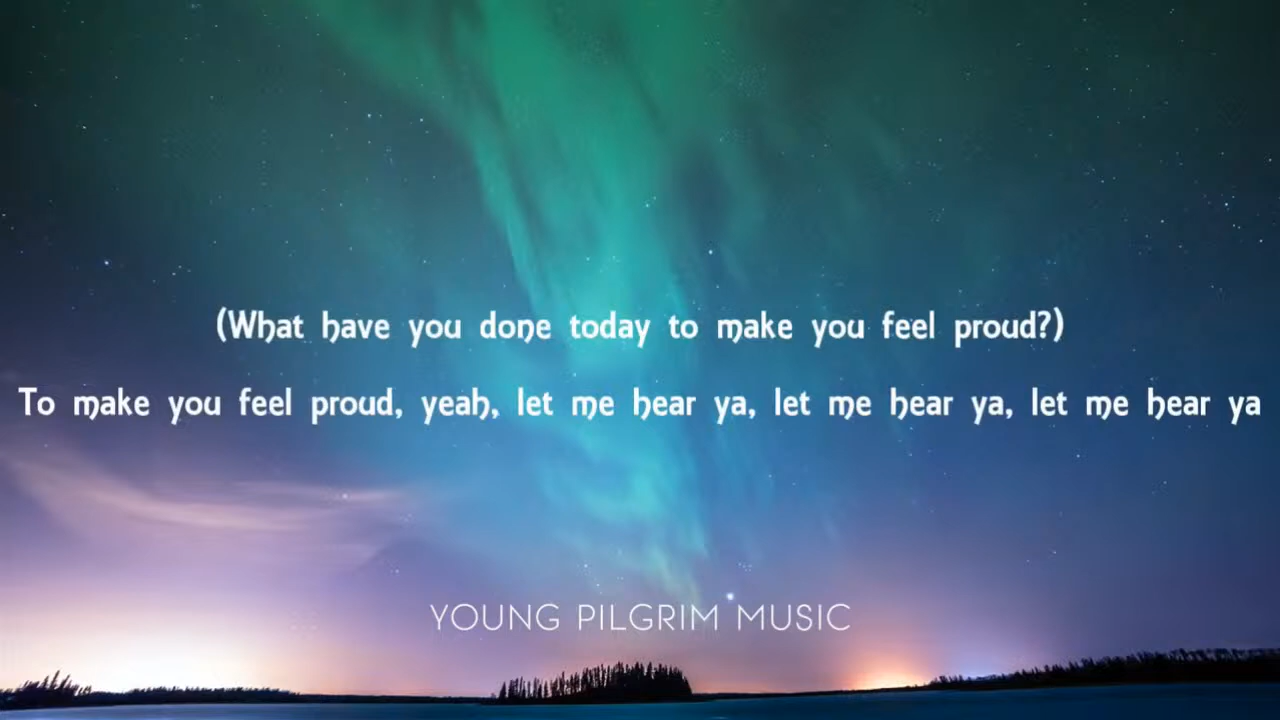 (What have you done today to make you feel proud?)
To make you feel proud, yeah, let me hear ya, let me hear ya, let me hear ya
YOUNG PILGRIM MUSIC